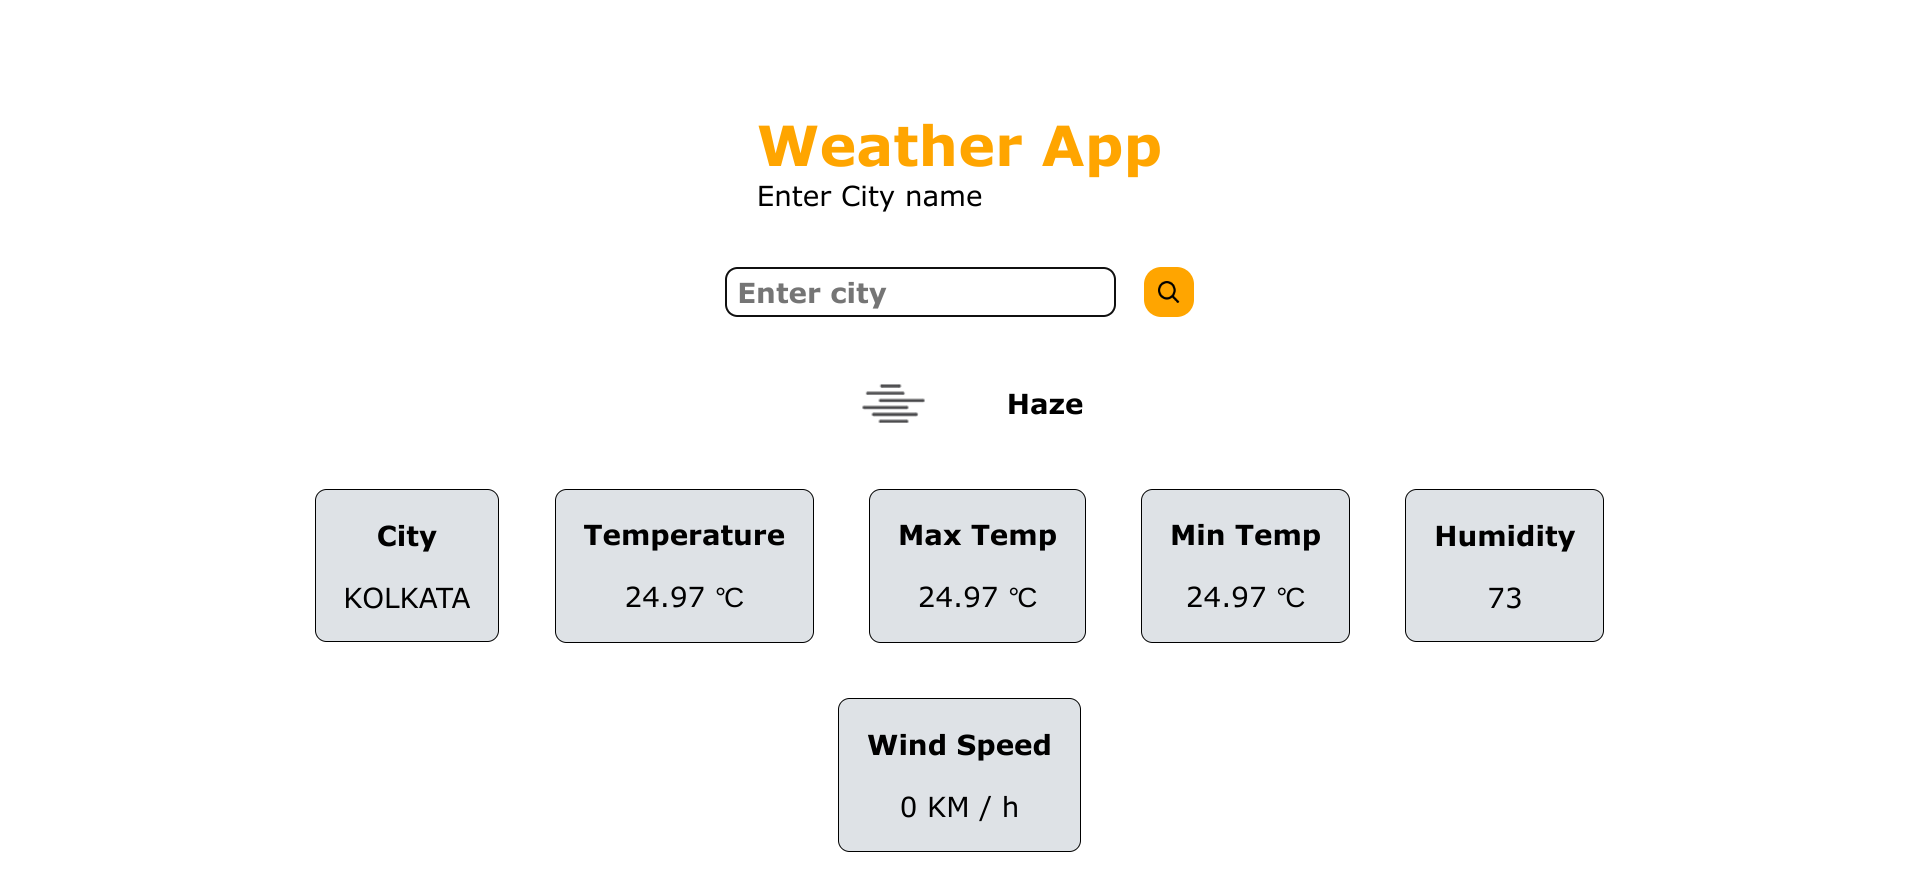 Weather App
Enter City name
Enter city
Haze
City
KOLKATA
Temperature
24.97 ℃
Max Temp
24.97 ℃
Min Temp
24.97 ℃
Humidity
73
Wind Speed
0 KM / h